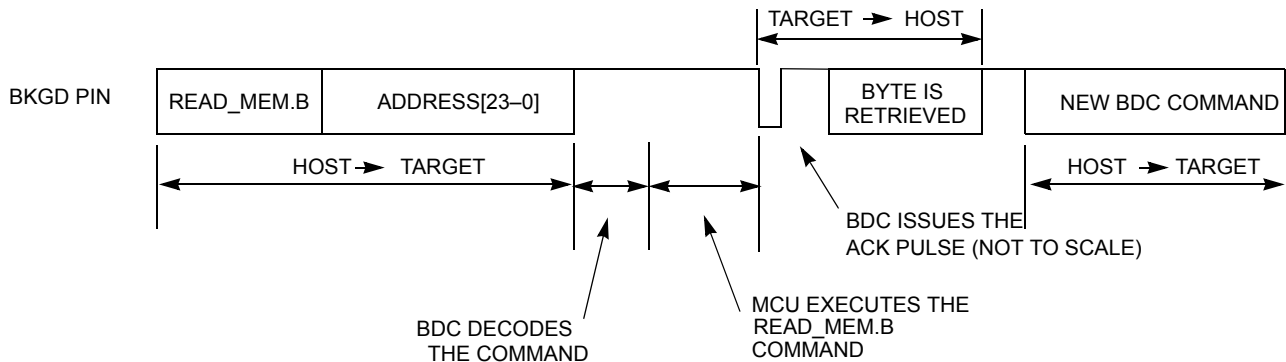 TARGET → HOST
BKGD PIN
READ_MEM.B
ADDRESS[23–0]
BYTE IS
RETRIEVED
NEW BDC COMMAND
HOST → TARGET
HOST → TARGET
BDC ISSUES THE
ACK PULSE (NOT TO SCALE)
BDC DECODES
THE COMMAND
MCU EXECUTES THE
READ_MEM.B
COMMAND